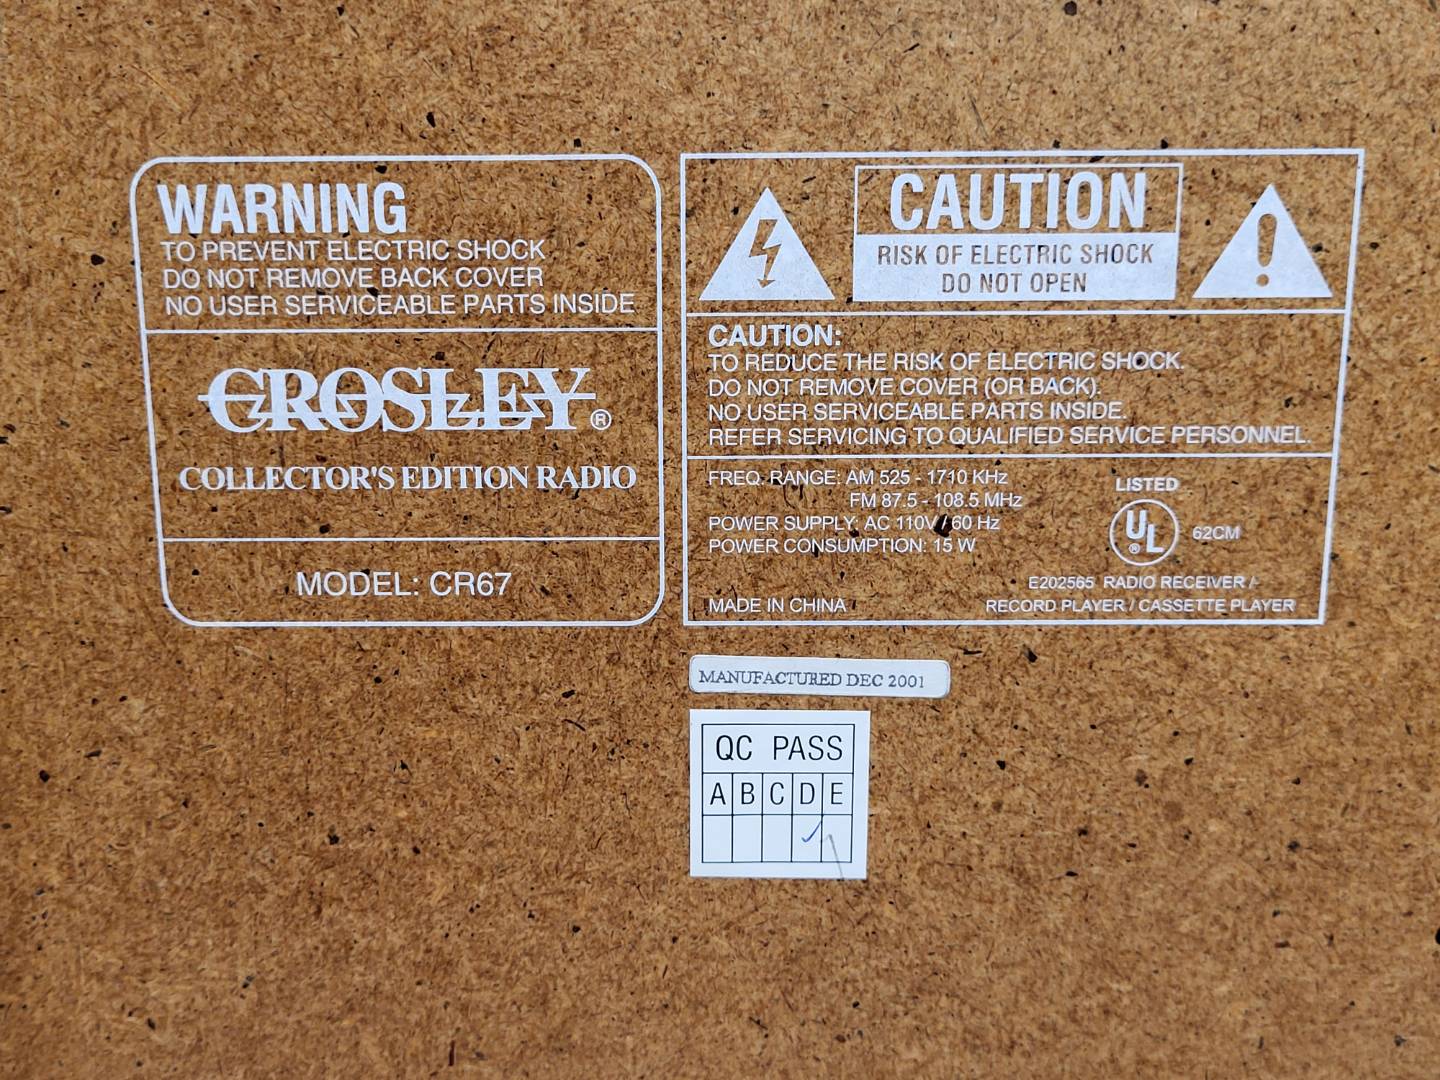 WARNING
TO PREVENT ELECTRIC SHOCK
DO NOT REMOVE BACK COVER
NO USER SERVICEABLE PARTS INSIDE
CROSLEY®
COLLECTOR'S EDITION RADIO
MODEL: CR67
CAUTION
RISK OF ELECTRIC SHOCK
DO NOT OPEN
CAUTION:
TO REDUCE THE RISK OF ELECTRIC SHOCK.
DO NOT REMOVE COVER (OR BACK).
NO USER SERVICEABLE PARTS INSIDE.
REFER SERVICING TO QUALIFIED SERVICE PERSONNEL.
FREQ. RANGE: AM 525 - 1710 KHz
FM 87.5 - 108.5 MHz
POWER SUPPLY: AC 110V / 60 Hz
POWER CONSUMPTION: 15 W
MADE IN CHINA
LISTED
UL® 62CM
E202565 RADIO RECEIVER /
RECORD PLAYER / CASSETTE PLAYER
MANUFACTURED DEC 2001
QC PASS
A B C D E